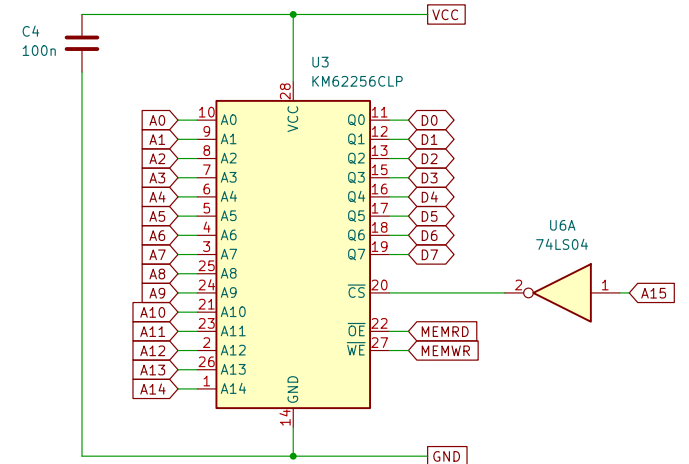 VCC
C4
100n
U3
KM62256CLP
28
VCC
A0 10 A0 Q0 11 D0
A1 9 A1 Q1 12 D1
A2 8 A2 Q2 13 D2
A3 7 A3 Q3 15 D3
A4 6 A4 Q4 16 D4
A5 5 A5 Q5 17 D5
A6 4 A6 Q6 18 D6
A7 3 A7 Q7 19 D7
U6A
74LS04
A8 25 A8
A9 24 A9 CS 20 2 1 A15
A10 21 A10
A11 23 A11 OE 22 MEMRD
A12 2 A12 WE 27 MEMWR
A13 26 A13
A14 1 A14
GND
14
GND